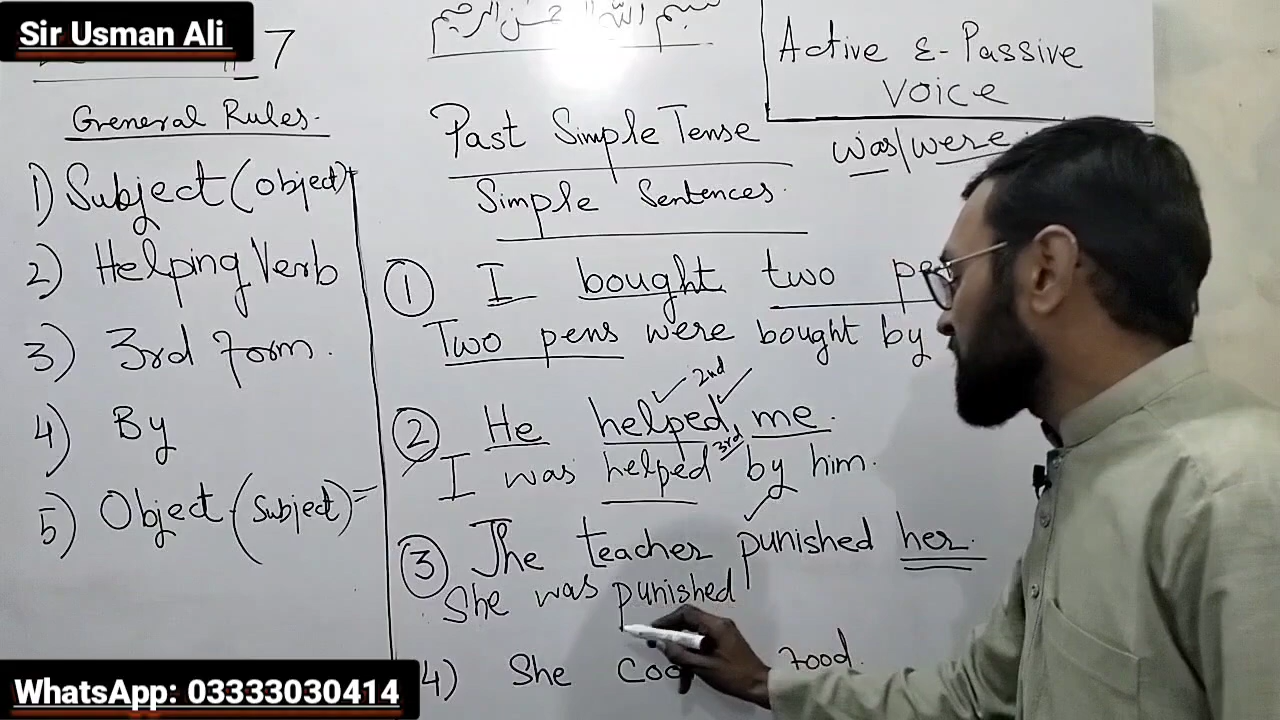 Sir Usman Ali
7
بسم اللہ الرحمٰن الرحیم
Active & Passive
Voice
General Rules.
Past Simple Tense
was/were
Simple Sentences
1) Subject (object)
2) Helping Verb
3) 3rd Form.
4) By
5) Object (Subject)
① I bought two
Two pens were bought by
2nd
② He helped me.
3rd
I was helped by him.
③ The teacher punished her.
She was punished
4) She food.
WhatsApp: 03333030414